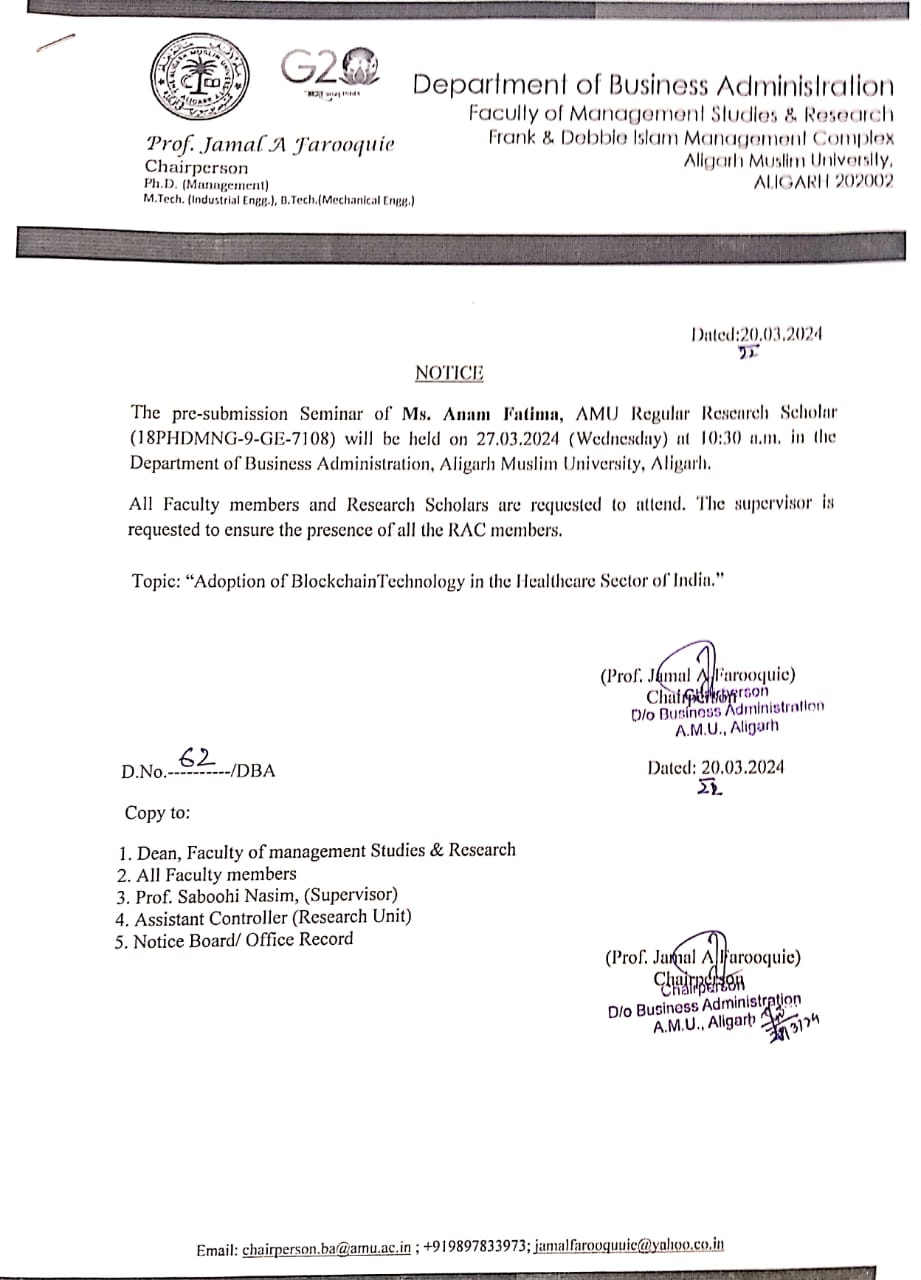 G20
Department of Business Administration
Faculty of Management Studies & Research
Frank & Debbie Islam Management Complex
Aligarh Muslim University,
ALIGARH 202002
Prof. Jamal A Farooquie
Chairperson
Ph.D. (Management)
M.Tech. (Industrial Engg.), B.Tech.(Mechanical Engg.)
Dated:20.03.2024
22
NOTICE
The pre-submission Seminar of Ms. Anam Fatima, AMU Regular Research Scholar
(18PHDMNG-9-GE-7108) will be held on 27.03.2024 (Wednesday) at 10:30 a.m. in the
Department of Business Administration, Aligarh Muslim University, Aligarh.
All Faculty members and Research Scholars are requested to attend. The supervisor is
requested to ensure the presence of all the RAC members.
Topic: “Adoption of BlockchainTechnology in the Healthcare Sector of India.”
(Prof. Jamal A Farooquie)
Chairperson
Chairperson
D/o Business Administration
A.M.U., Aligarh
D.No.-62-/DBA
Dated: 20.03.2024
22
Copy to:
1. Dean, Faculty of management Studies & Research
2. All Faculty members
3. Prof. Saboohi Nasim, (Supervisor)
4. Assistant Controller (Research Unit)
5. Notice Board/ Office Record
(Prof. Jamal A Farooquie)
Chairperson
Chairperson
D/o Business Administration
A.M.U., Aligarh
Email: chairperson.ba@amu.ac.in ; +919897833973; jamalfarooquuie@yahoo.co.in